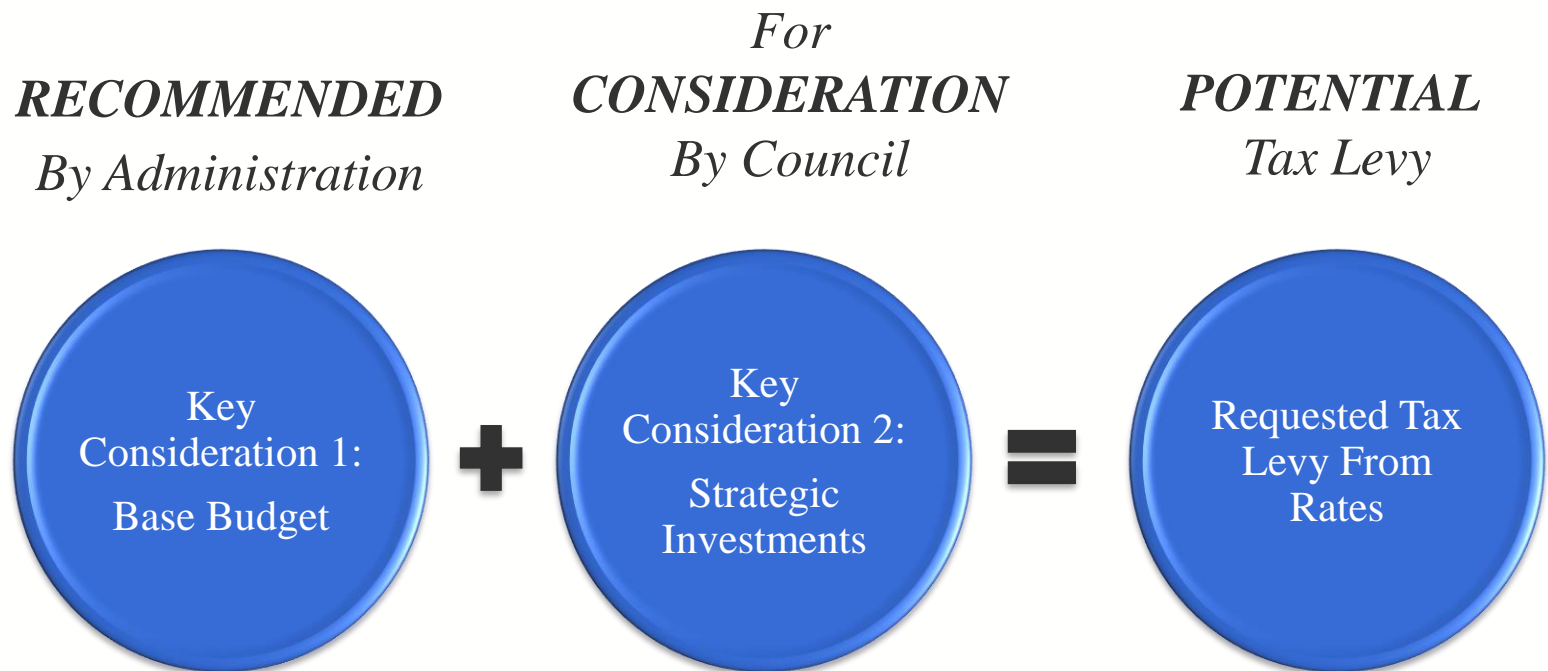 RECOMMENDED
By Administration
For
CONSIDERATION
By Council
POTENTIAL
Tax Levy
Key
Consideration 1:
Base Budget
Key
Consideration 2:
Strategic
Investments
Requested Tax
Levy From
Rates